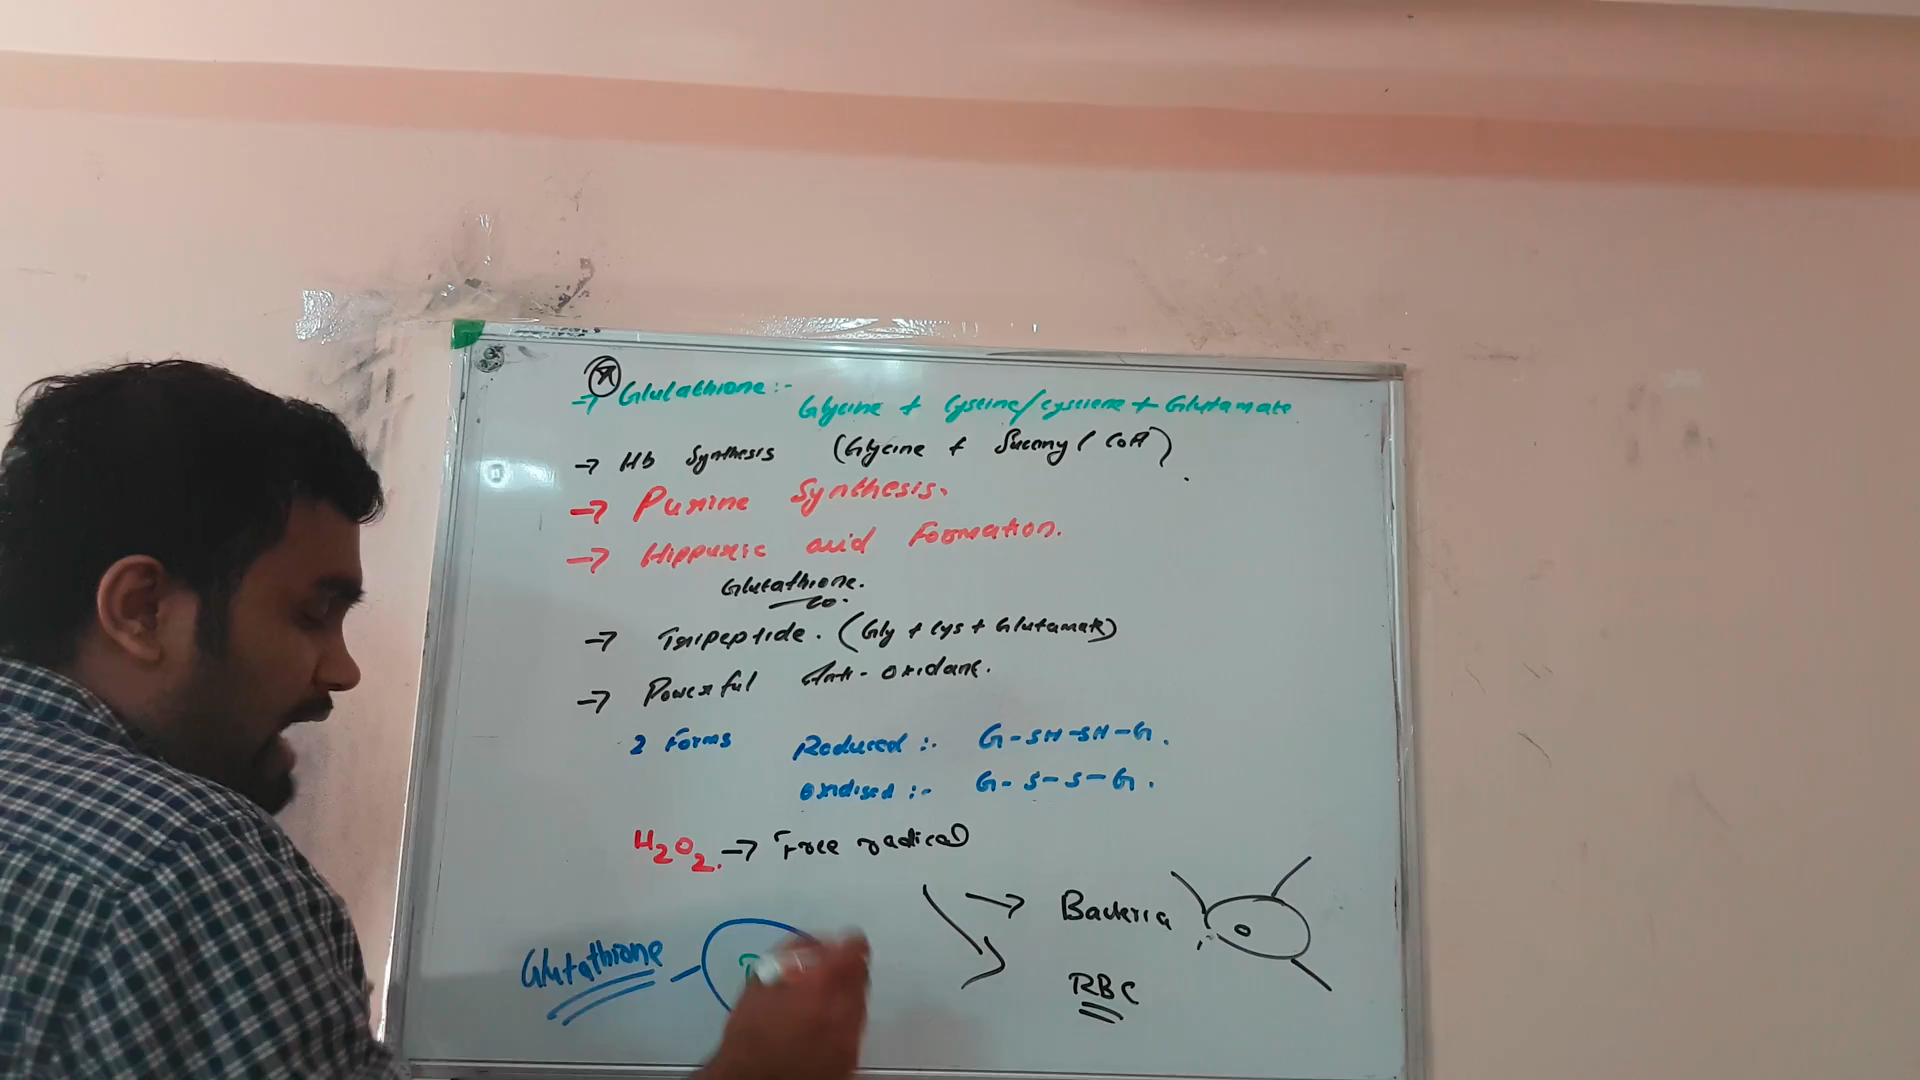 → Glutathione:-
Glycine + Cysteine/cysteine + Glutamate
→ Hb Synthesis (Glycine + Succinyl CoA)
→ Purine Synthesis.
→ Hippuric acid Formation.
Glutathione.
→ Tripeptide. (Gly + Cys + Glutamate)
→ Powerful Anti-oxidant.
2 Forms Reduced :- G-SH-SH-G.
Oxidised :- G-S-S-G.
H2O2. → Free radical
→ Bacteria
Glutathione
RBC